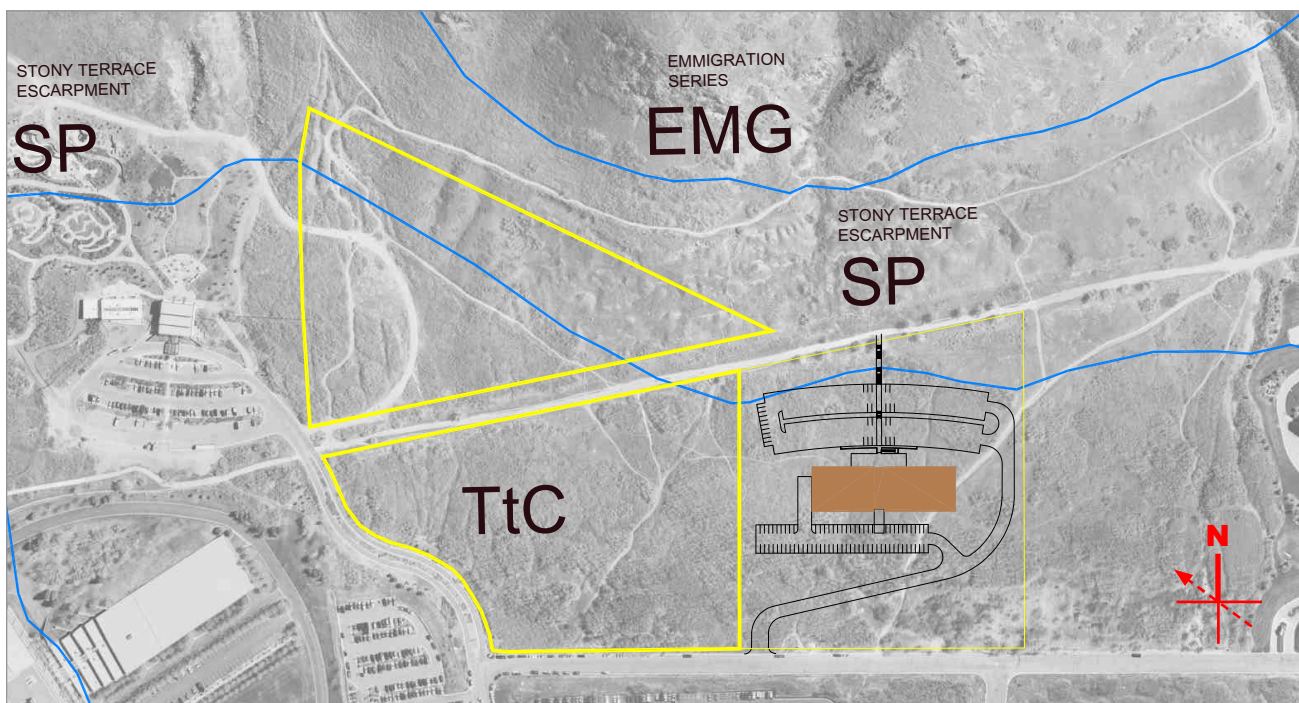 STONY TERRACE
ESCARPMENT
SP
EMMIGRATION
SERIES
EMG
STONY TERRACE
ESCARPMENT
SP
TtC
N